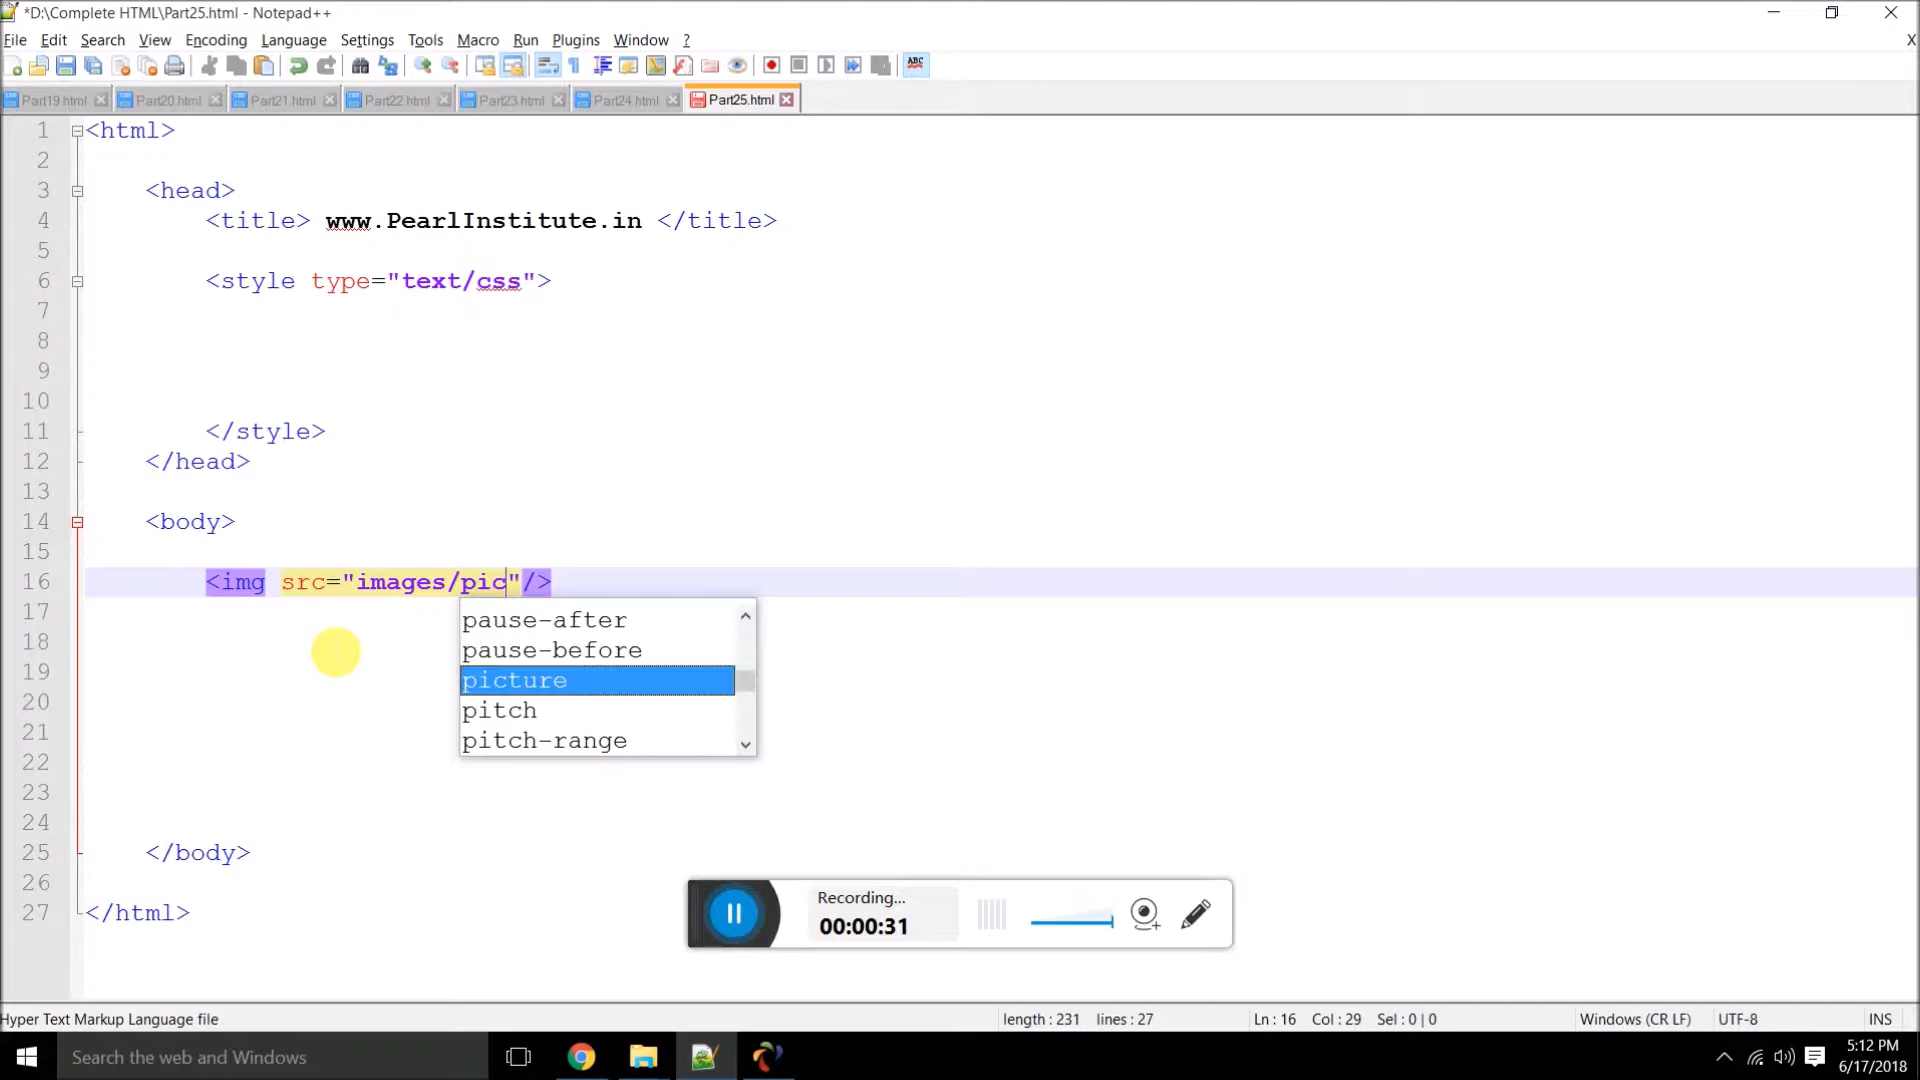 *D:\Complete HTML\Part25.html - Notepad++
File Edit Search View Encoding Language Settings Tools Macro Run Plugins Window ? X
ABC
Part19.html Part20.html Part21.html Part22.html Part23.html Part24.html Part25.html
1 <html>
2
3 <head>
4 <title> www.PearlInstitute.in </title>
5
6 <style type="text/css">
7
8
9
10
11 </style>
12 </head>
13
14 <body>
15
16 <img src="images/pic"/>
17
pause-after
18
pause-before
19
picture
20
pitch
21
pitch-range
22
23
24
25 </body>
26
27 </html>
Recording...
00:00:31
Hyper Text Markup Language file length : 231 lines : 27 Ln : 16 Col : 29 Sel : 0 | 0 Windows (CR LF) UTF-8 INS
Search the web and Windows
5:12 PM
6/17/2018